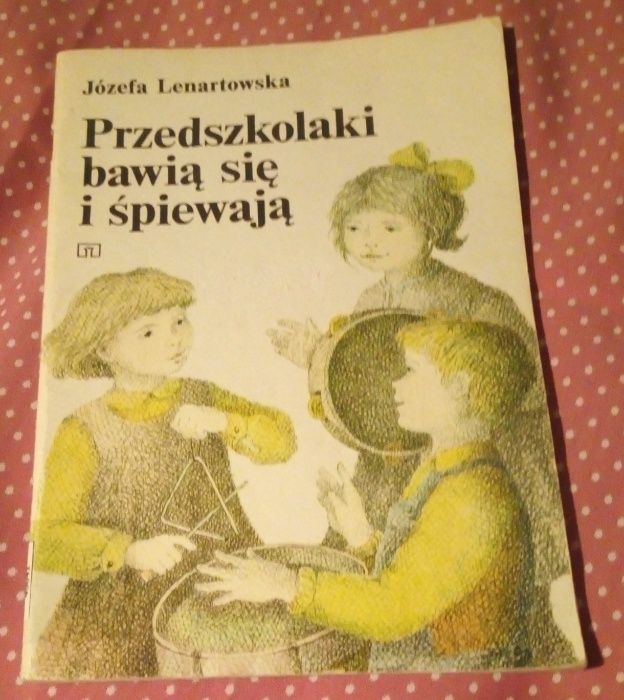 Józefa Lenartowska
Przedszkolaki
bawią się
i śpiewają